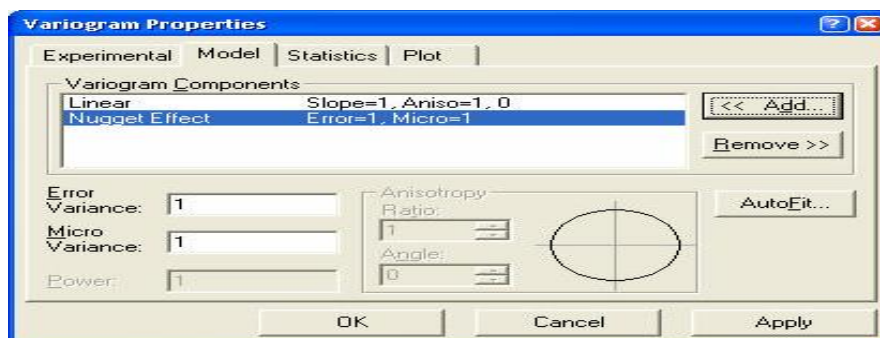 Variogram Properties
Experimental Model Statistics Plot
Variogram Components
Linear Slope=1, Aniso=1, 0
Nugget Effect Error=1, Micro=1
<< Add...
Remove >>
Error
Variance: 1
Micro
Variance: 1
Power: 1
Anisotropy
Ratio:
1
Angle:
0
AutoFit...
OK Cancel Apply